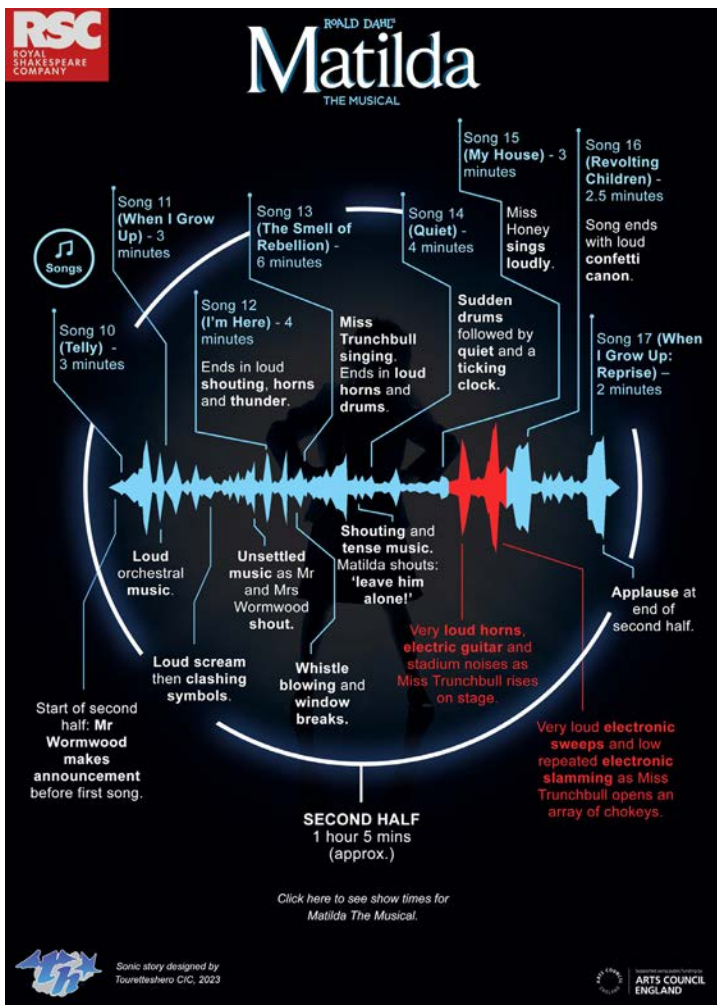 RSC
ROYAL
SHAKESPEARE
COMPANY
ROALD DAHL'S
Matilda
THE MUSICAL
Songs
Song 10
(Telly) -
3 minutes
Song 11
(When I Grow
Up) - 3
minutes
Song 12
(I'm Here) - 4
minutes
Ends in loud
shouting, horns
and thunder.
Song 13
(The Smell of
Rebellion) -
6 minutes
Miss
Trunchbull
singing.
Ends in loud
horns and
drums.
Song 14
(Quiet) -
4 minutes
Sudden
drums
followed by
quiet and a
ticking
clock.
Song 15
(My House) - 3
minutes
Miss
Honey
sings
loudly.
Song 16
(Revolting
Children) -
2.5 minutes
Song ends
with loud
confetti
canon.
Song 17 (When
I Grow Up:
Reprise) –
2 minutes
Start of second
half: Mr
Wormwood
makes
announcement
before first song.
Loud
orchestral
music.
Loud scream
then clashing
symbols.
Unsettled
music as Mr
and Mrs
Wormwood
shout.
Whistle
blowing and
window
breaks.
Shouting and
tense music.
Matilda shouts:
'leave him
alone!'
Very loud horns,
electric guitar and
stadium noises as
Miss Trunchbull rises
on stage.
Very loud electronic
sweeps and low
repeated electronic
slamming as Miss
Trunchbull opens an
array of chokeys.
Applause at
end of
second half.
SECOND HALF
1 hour 5 mins
(approx.)
Click here to see show times for
Matilda The Musical.
th
Sonic story designed by
Touretteshero CIC, 2023
Supported using public funding by
ARTS COUNCIL
ENGLAND